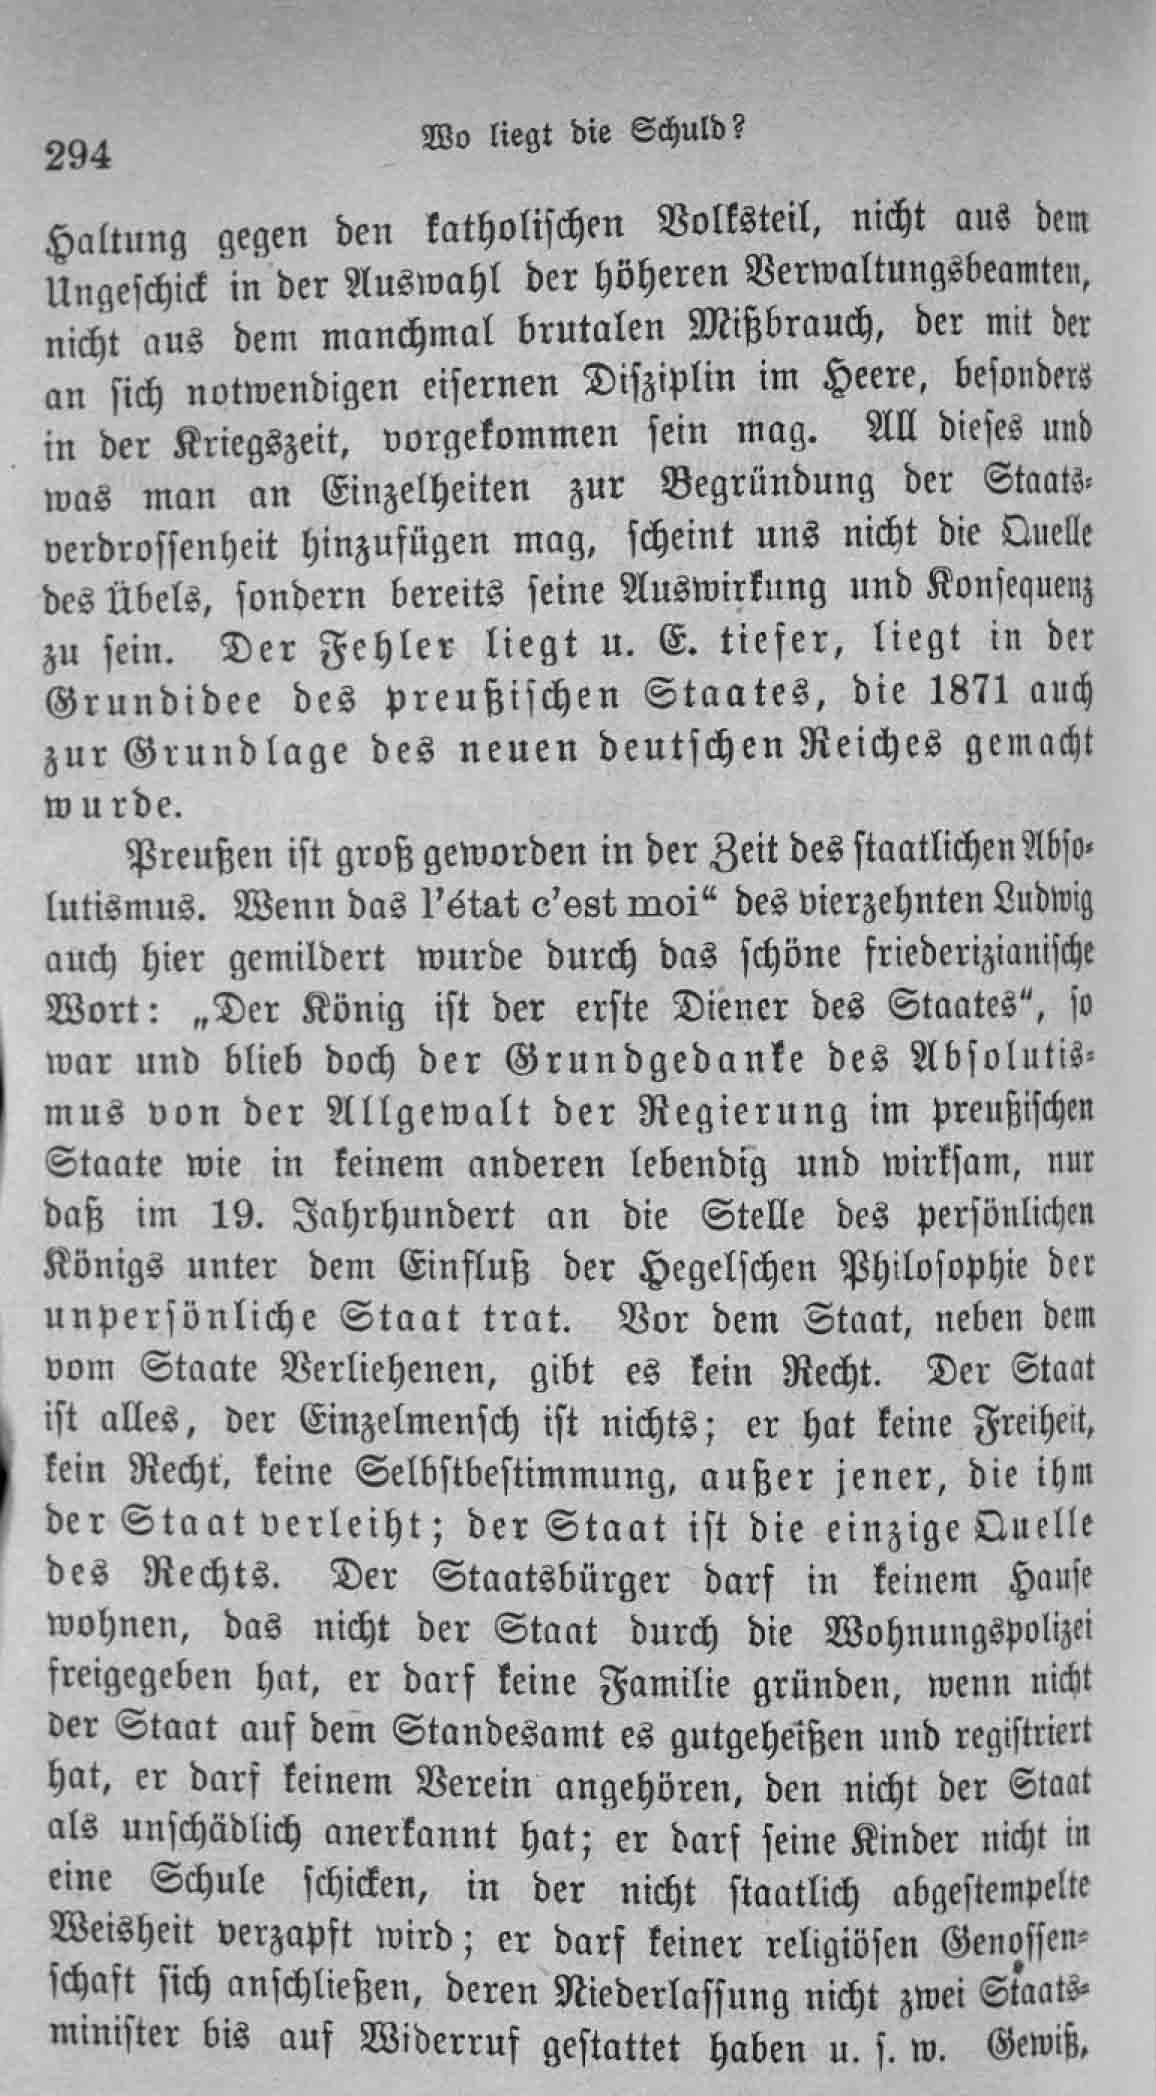 294
Wo liegt die Schuld?
Haltung gegen den katholischen Volksteil, nicht aus dem
Ungeschick in der Auswahl der höheren Verwaltungsbeamten,
nicht aus dem manchmal brutalen Mißbrauch, der mit der
an sich notwendigen eisernen Disziplin im Heere, besonders
in der Kriegszeit, vorgekommen sein mag. All dieses und
was man an Einzelheiten zur Begründung der Staats-
verdrossenheit hinzufügen mag, scheint uns nicht die Quelle
des Übels, sondern bereits seine Auswirkung und Konsequenz
zu sein. Der Fehler liegt u. E. tiefer, liegt in der
Grundidee des preußischen Staates, die 1871 auch
zur Grundlage des neuen deutschen Reiches gemacht
wurde.
Preußen ist groß geworden in der Zeit des staatlichen Abso-
lutismus. Wenn das l'état c'est moi“ des vierzehnten Ludwig
auch hier gemildert wurde durch das schöne friederizianische
Wort: „Der König ist der erste Diener des Staates“, so
war und blieb doch der Grundgedanke des Absolutis-
mus von der Allgewalt der Regierung im preußischen
Staate wie in keinem anderen lebendig und wirksam, nur
daß im 19. Jahrhundert an die Stelle des persönlichen
Königs unter dem Einfluß der Hegelschen Philosophie der
unpersönliche Staat trat. Vor dem Staat, neben dem
vom Staate Verliehenen, gibt es kein Recht. Der Staat
ist alles, der Einzelmensch ist nichts; er hat keine Freiheit,
kein Recht, keine Selbstbestimmung, außer jener, die ihm
der Staat verleiht; der Staat ist die einzige Quelle
des Rechts. Der Staatsbürger darf in keinem Hause
wohnen, das nicht der Staat durch die Wohnungspolizei
freigegeben hat, er darf keine Familie gründen, wenn nicht
der Staat auf dem Standesamt es gutgeheißen und registriert
hat, er darf keinem Verein angehören, den nicht der Staat
als unschädlich anerkannt hat; er darf seine Kinder nicht in
eine Schule schicken, in der nicht staatlich abgestempelte
Weisheit verzapft wird; er darf keiner religiösen Genossen-
schaft sich anschließen, deren Niederlassung nicht zwei Staats-
minister bis auf Widerruf gestattet haben u. s. w. Gewiß,